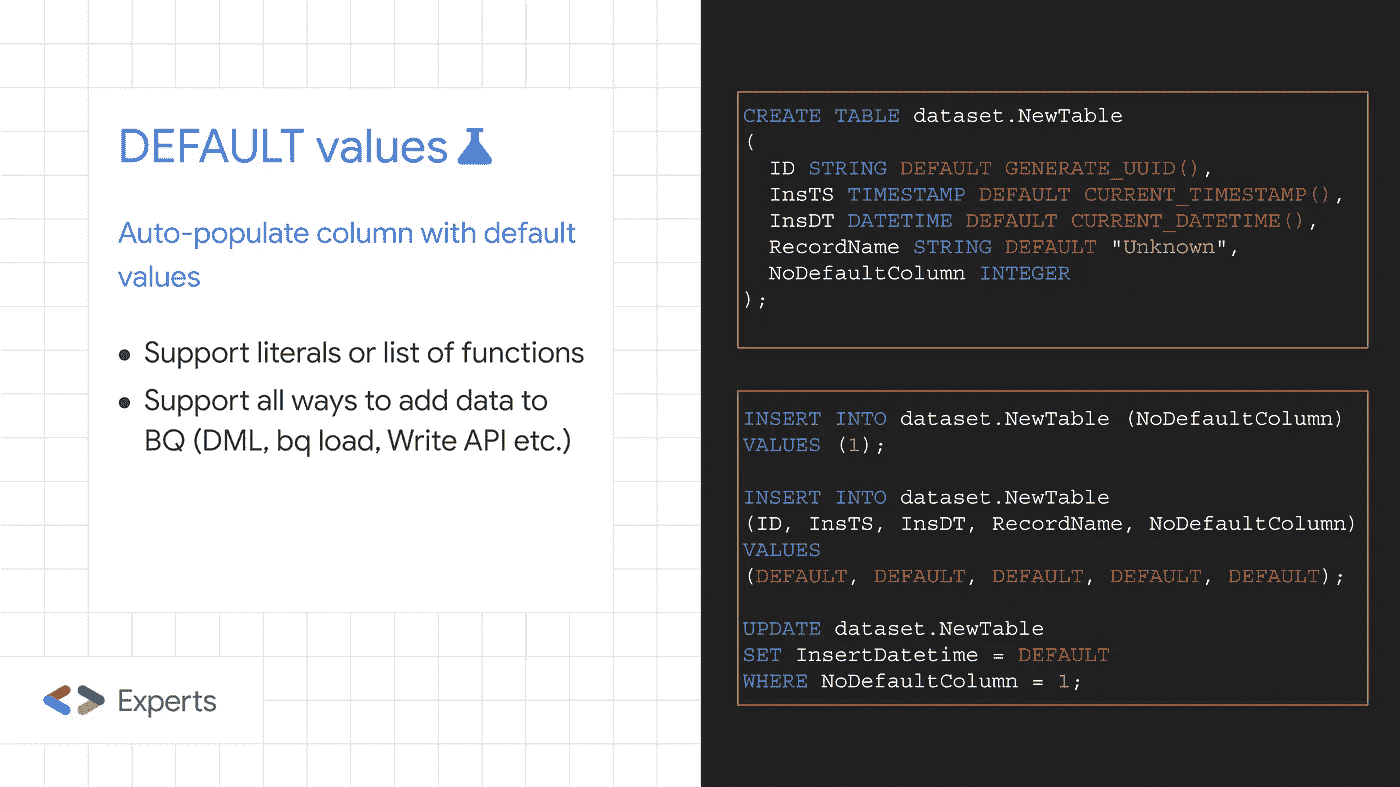 DEFAULT values
Auto-populate column with default
values
• Support literals or list of functions
• Support all ways to add data to
BQ (DML, bq load, Write API etc.)
Experts
CREATE TABLE dataset.NewTable
(
  ID STRING DEFAULT GENERATE_UUID(),
  InsTS TIMESTAMP DEFAULT CURRENT_TIMESTAMP(),
  InsDT DATETIME DEFAULT CURRENT_DATETIME(),
  RecordName STRING DEFAULT "Unknown",
  NoDefaultColumn INTEGER
);
INSERT INTO dataset.NewTable (NoDefaultColumn)
VALUES (1);
INSERT INTO dataset.NewTable
(ID, InsTS, InsDT, RecordName, NoDefaultColumn)
VALUES
(DEFAULT, DEFAULT, DEFAULT, DEFAULT, DEFAULT);
UPDATE dataset.NewTable
SET InsertDatetime = DEFAULT
WHERE NoDefaultColumn = 1;